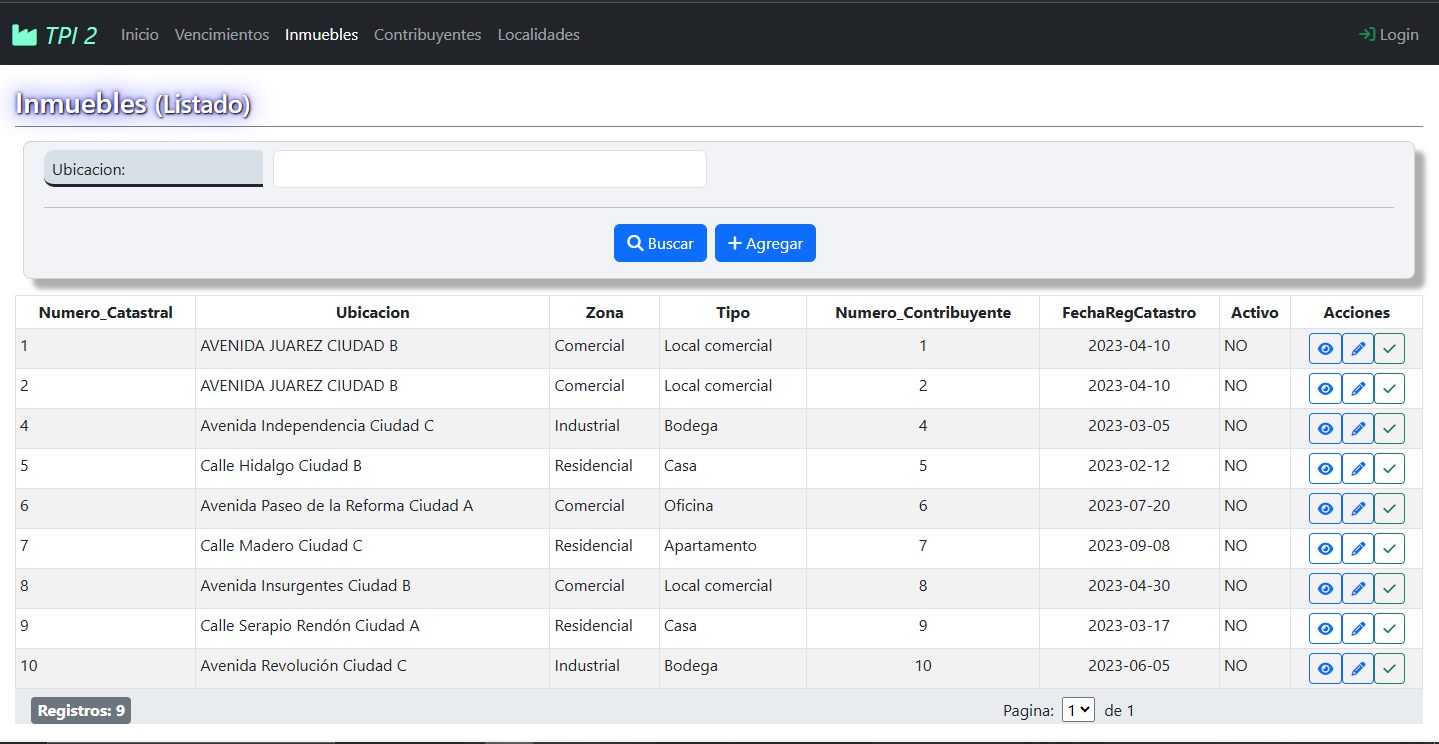 TPI 2 Inicio Vencimientos Inmuebles Contribuyentes Localidades Login
Inmuebles (Listado)
Ubicacion:
Buscar Agregar
Numero_Catastral Ubicacion Zona Tipo Numero_Contribuyente FechaRegCatastro Activo Acciones
1 AVENIDA JUAREZ CIUDAD B Comercial Local comercial 1 2023-04-10 NO
2 AVENIDA JUAREZ CIUDAD B Comercial Local comercial 2 2023-04-10 NO
4 Avenida Independencia Ciudad C Industrial Bodega 4 2023-03-05 NO
5 Calle Hidalgo Ciudad B Residencial Casa 5 2023-02-12 NO
6 Avenida Paseo de la Reforma Ciudad A Comercial Oficina 6 2023-07-20 NO
7 Calle Madero Ciudad C Residencial Apartamento 7 2023-09-08 NO
8 Avenida Insurgentes Ciudad B Comercial Local comercial 8 2023-04-30 NO
9 Calle Serapio Rendón Ciudad A Residencial Casa 9 2023-03-17 NO
10 Avenida Revolución Ciudad C Industrial Bodega 10 2023-06-05 NO
Registros: 9 Pagina: 1 de 1